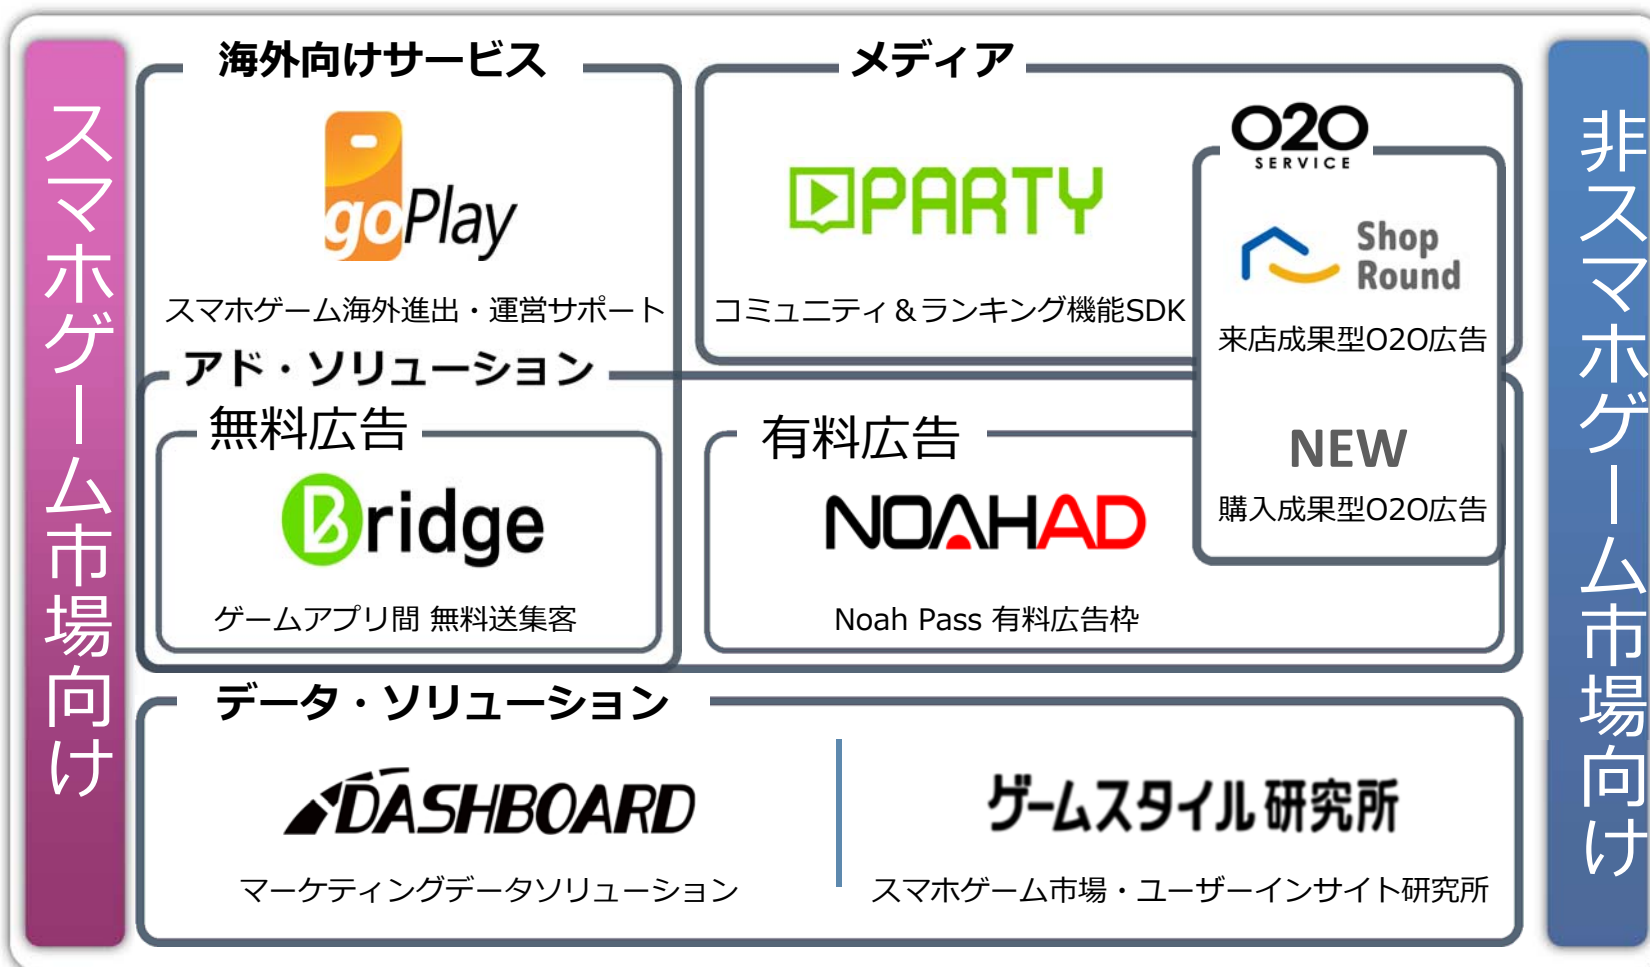 スマホゲーム市場向け
海外向けサービス
goPlay
スマホゲーム海外進出・運営サポート
メディア
PARTY
コミュニティ＆ランキング機能SDK
O2O
SERVICE
Shop
Round
来店成果型O2O広告
NEW
購入成果型O2O広告
アド・ソリューション
無料広告
Bridge
ゲームアプリ間 無料送集客
有料広告
NOAHAD
Noah Pass 有料広告枠
データ・ソリューション
DASHBOARD
マーケティングデータソリューション
ゲームスタイル研究所
スマホゲーム市場・ユーザーインサイト研究所
非スマホゲーム市場向け